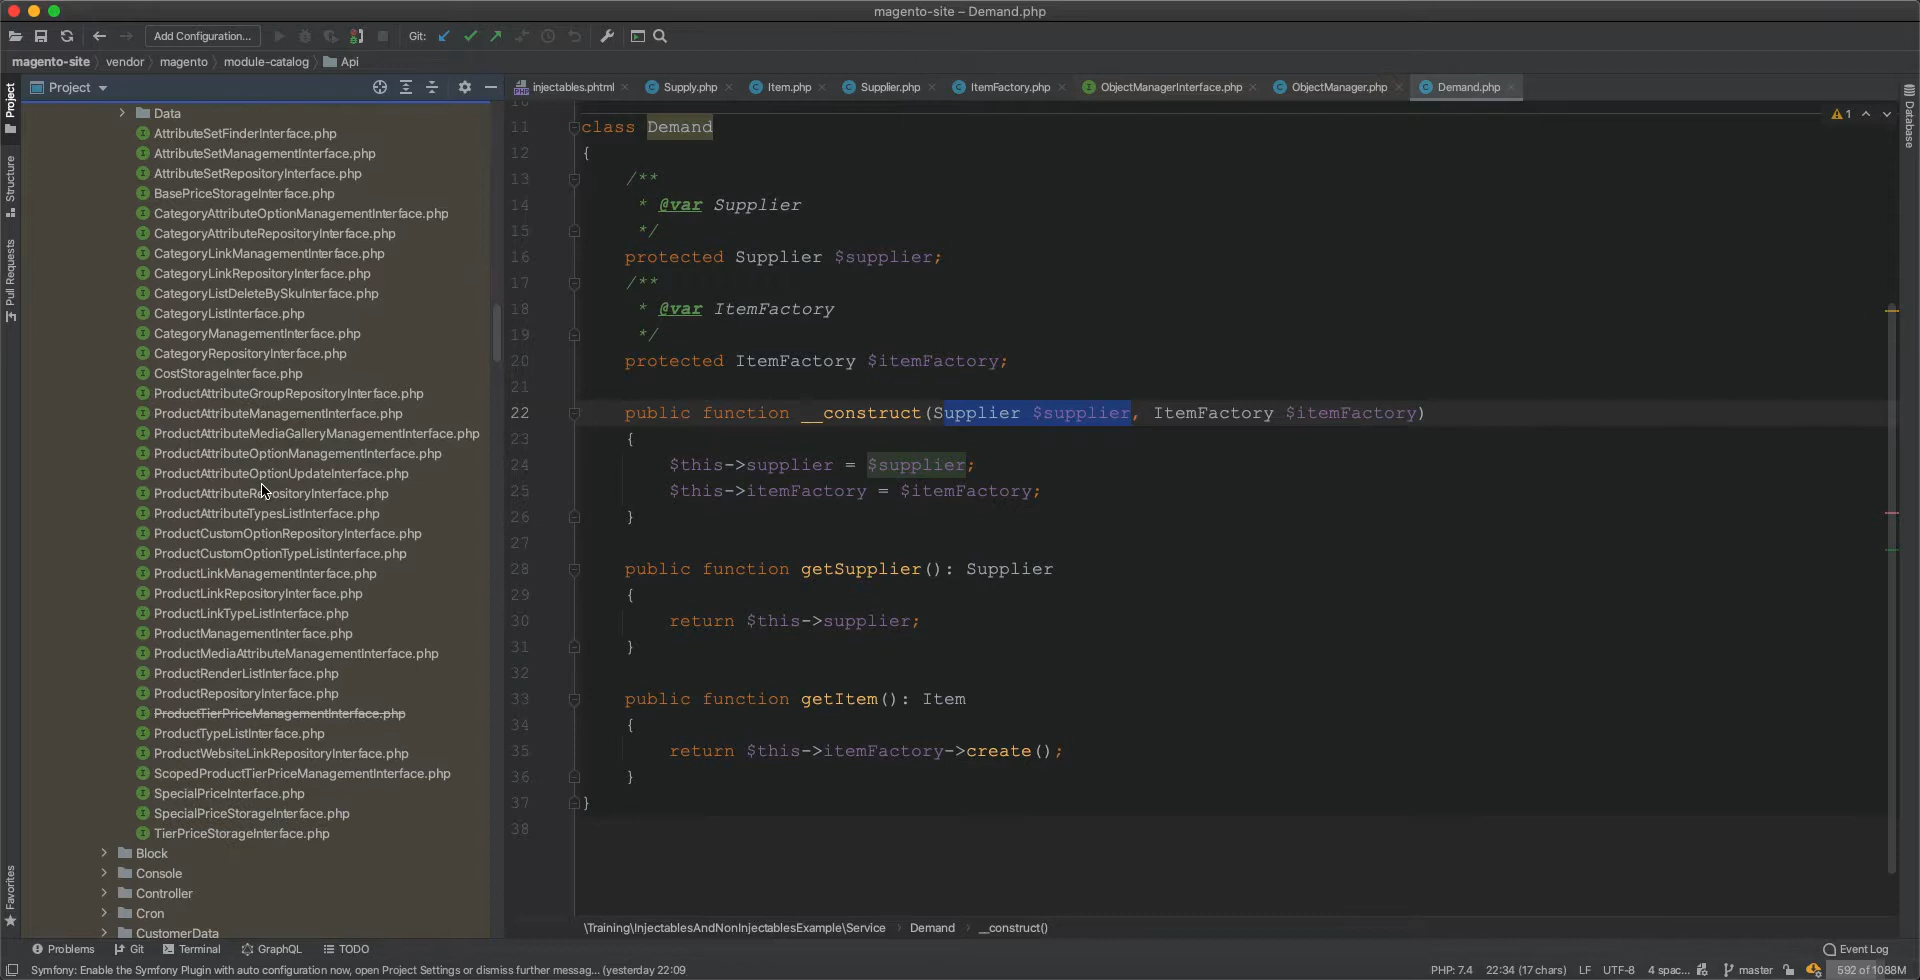 magento-site – Demand.php
Add Configuration...
Git:
magento-site
vendor
magento
module-catalog
Api
Project
injectables.phtml
Supply.php
Item.php
Supplier.php
ItemFactory.php
ObjectManagerInterface.php
ObjectManager.php
Demand.php
Project
Structure
Pull Requests
Favorites
Database
Data
AttributeSetFinderInterface.php
AttributeSetManagementInterface.php
AttributeSetRepositoryInterface.php
BasePriceStorageInterface.php
CategoryAttributeOptionManagementInterface.php
CategoryAttributeRepositoryInterface.php
CategoryLinkManagementInterface.php
CategoryLinkRepositoryInterface.php
CategoryListDeleteBySkuInterface.php
CategoryListInterface.php
CategoryManagementInterface.php
CategoryRepositoryInterface.php
CostStorageInterface.php
ProductAttributeGroupRepositoryInterface.php
ProductAttributeManagementInterface.php
ProductAttributeMediaGalleryManagementInterface.php
ProductAttributeOptionManagementInterface.php
ProductAttributeOptionUpdateInterface.php
ProductAttributeRepositoryInterface.php
ProductAttributeTypesListInterface.php
ProductCustomOptionRepositoryInterface.php
ProductCustomOptionTypeListInterface.php
ProductLinkManagementInterface.php
ProductLinkRepositoryInterface.php
ProductLinkTypeListInterface.php
ProductManagementInterface.php
ProductMediaAttributeManagementInterface.php
ProductRenderListInterface.php
ProductRepositoryInterface.php
ProductTierPriceManagementInterface.php
ProductTypeListInterface.php
ProductWebsiteLinkRepositoryInterface.php
ScopedProductTierPriceManagementInterface.php
SpecialPriceInterface.php
SpecialPriceStorageInterface.php
TierPriceStorageInterface.php
Block
Console
Controller
Cron
CustomerData
1
11 class Demand
12 {
13 /**
14 * @var Supplier
15 */
16 protected Supplier $supplier;
17 /**
18 * @var ItemFactory
19 */
20 protected ItemFactory $itemFactory;
21
22 public function __construct(Supplier $supplier, ItemFactory $itemFactory)
23 {
24 $this->supplier = $supplier;
25 $this->itemFactory = $itemFactory;
26 }
27
28 public function getSupplier(): Supplier
29 {
30 return $this->supplier;
31 }
32
33 public function getItem(): Item
34 {
35 return $this->itemFactory->create();
36 }
37 }
38
\Training\InjectablesAndNonInjectablesExample\Service
Demand
__construct()
Problems
Git
Terminal
GraphQL
TODO
Event Log
Symfony: Enable the Symfony Plugin with auto configuration now, open Project Settings or dismiss further messag... (yesterday 22:09
PHP: 7.4
22:34 (17 chars)
LF
UTF-8
4 spac...
master
592 of 1088M